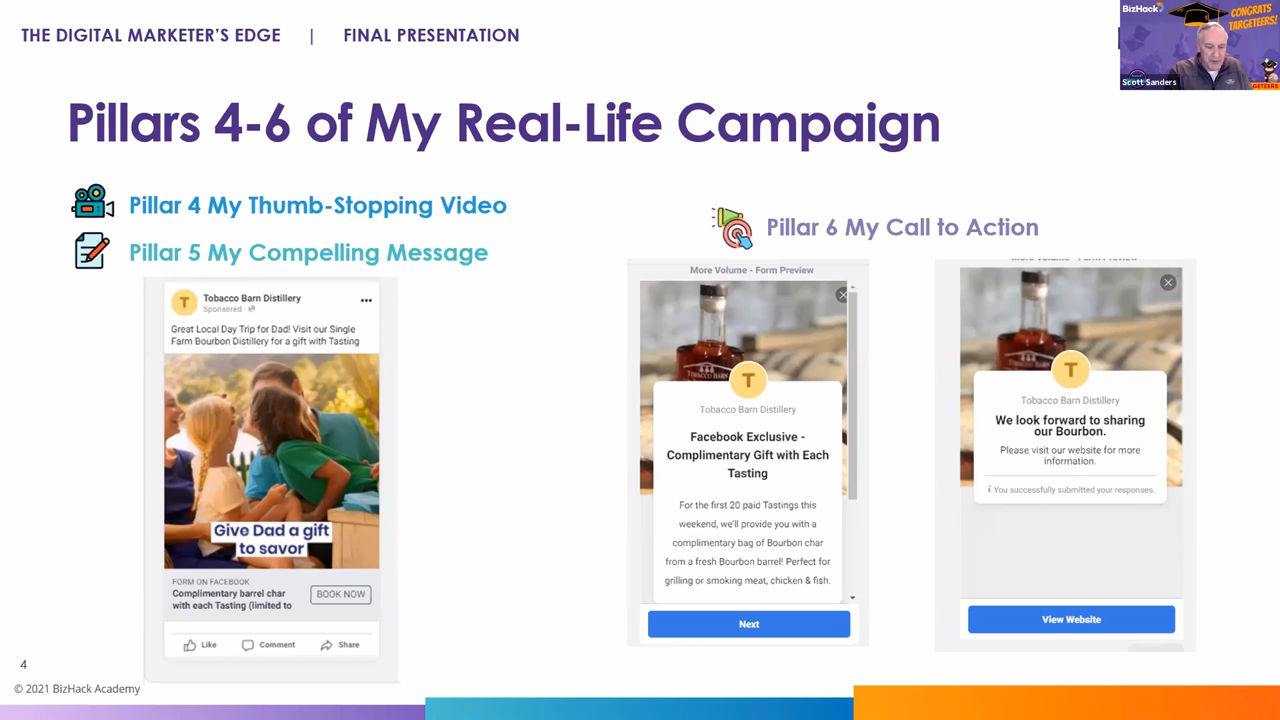 THE DIGITAL MARKETER'S EDGE | FINAL PRESENTATION
BizHack
CONGRATS
TARGETEERS!
Scott Sanders
GETEERS
Pillars 4-6 of My Real-Life Campaign
Pillar 4 My Thumb-Stopping Video
Pillar 5 My Compelling Message
T
Tobacco Barn Distillery
Sponsored ·
Great Local Day Trip for Dad! Visit our Single
Farm Bourbon Distillery for a gift with Tasting
Give Dad a gift
to savor
FORM ON FACEBOOK
Complimentary barrel char
with each Tasting (limited to
BOOK NOW
Like Comment Share
Pillar 6 My Call to Action
More Volume - Form Preview
TOBACCO BARN
T
Tobacco Barn Distillery
Facebook Exclusive -
Complimentary Gift with Each
Tasting
For the first 20 paid Tastings this
weekend, we'll provide you with a
complimentary bag of Bourbon char
from a fresh Bourbon barrel! Perfect for
grilling or smoking meat, chicken & fish.
Next
More Volume - Form Preview
T
Tobacco Barn Distillery
We look forward to sharing
our Bourbon.
Please visit our website for more
information.
i You successfully submitted your responses.
View Website
4
© 2021 BizHack Academy